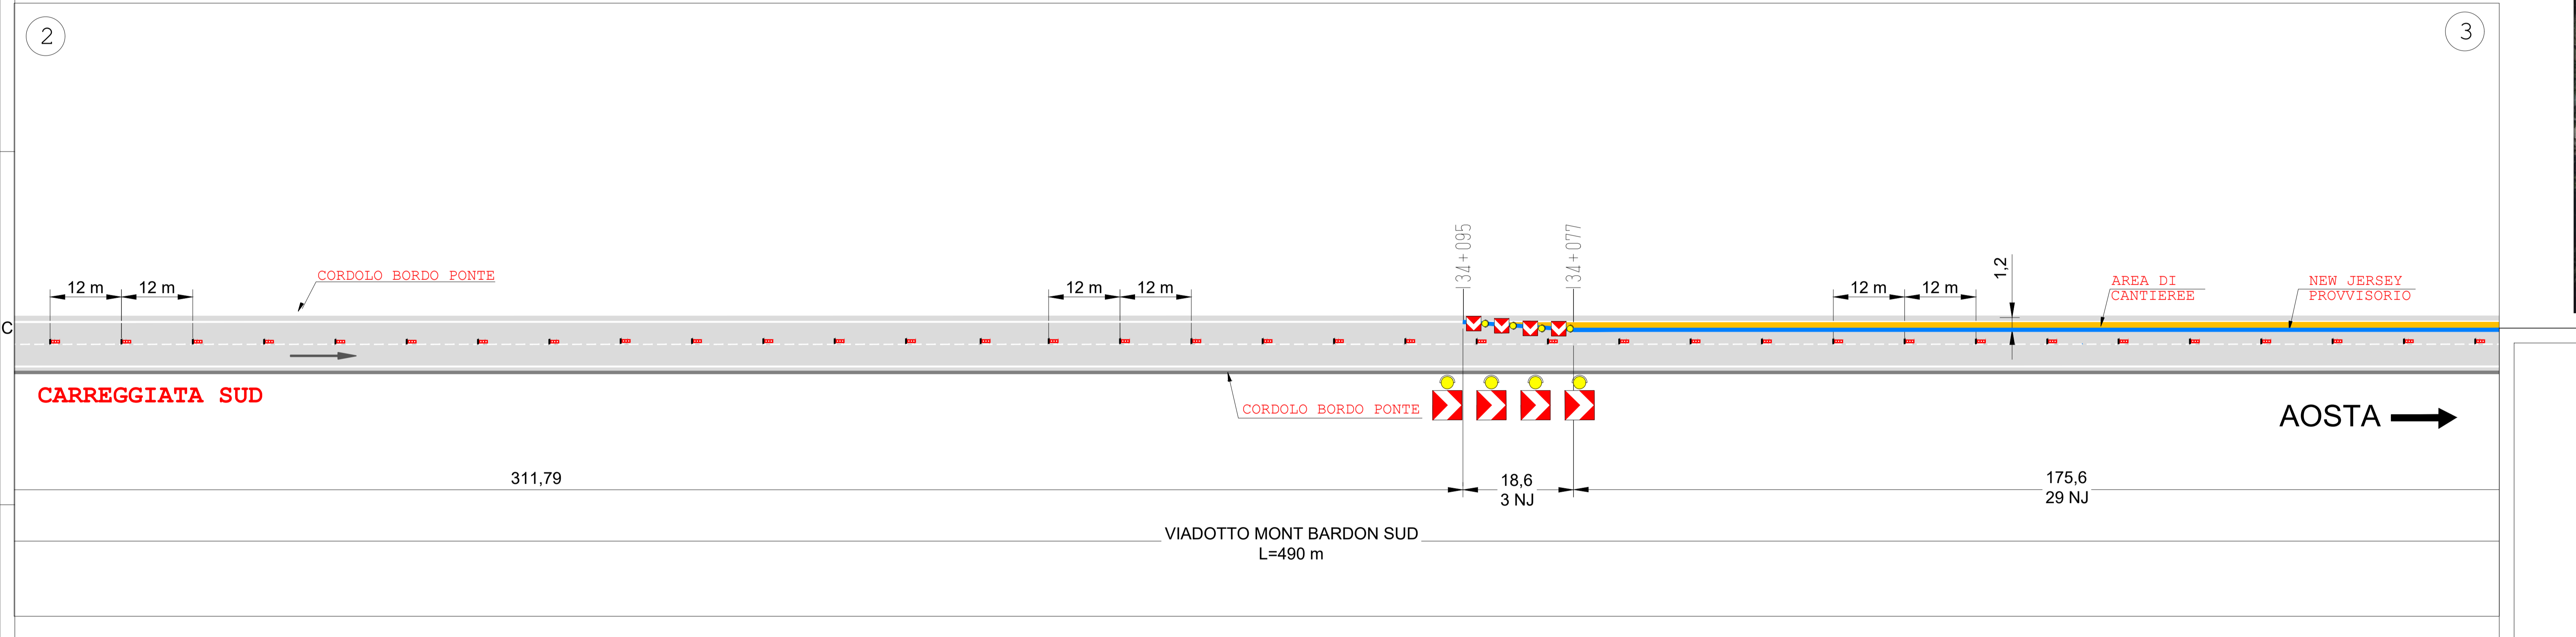 2
3
34+095
34+077
1,2
CORDOLO BORDO PONTE
12 m
12 m
12 m
12 m
12 m
12 m
AREA DI
CANTIEREE
NEW JERSEY
PROVVISORIO
C
CARREGGIATA SUD
CORDOLO BORDO PONTE
AOSTA
311,79
18,6
3 NJ
175,6
29 NJ
VIADOTTO MONT BARDON SUD
L=490 m